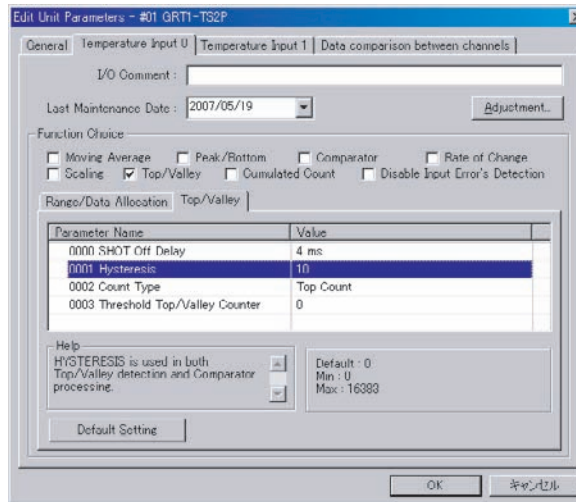 Edit Unit Parameters - #01 GRT1-TS2P
General
Temperature Input 0
Temperature Input 1
Data comparison between channels
I/O Comment :
Last Maintenance Date :
2007/05/19
Adjustment...
Function Choice
Moving Average
Peak/Bottom
Comparator
Rate of Change
Scaling
Top/Valley
Cumulated Count
Disable Input Error's Detection
Range/Data Allocation
Top/Valley
Parameter Name
Value
0000 SHOT Off Delay
4 ms
0001 Hysteresis
10
0002 Count Type
Top Count
0003 Threshold Top/Valley Counter
0
Help
HYSTERESIS is used in both
Top/Valley detection and Comparator
processing.
Default : 0
Min : 0
Max : 16383
Default Setting
OK
キャンセル